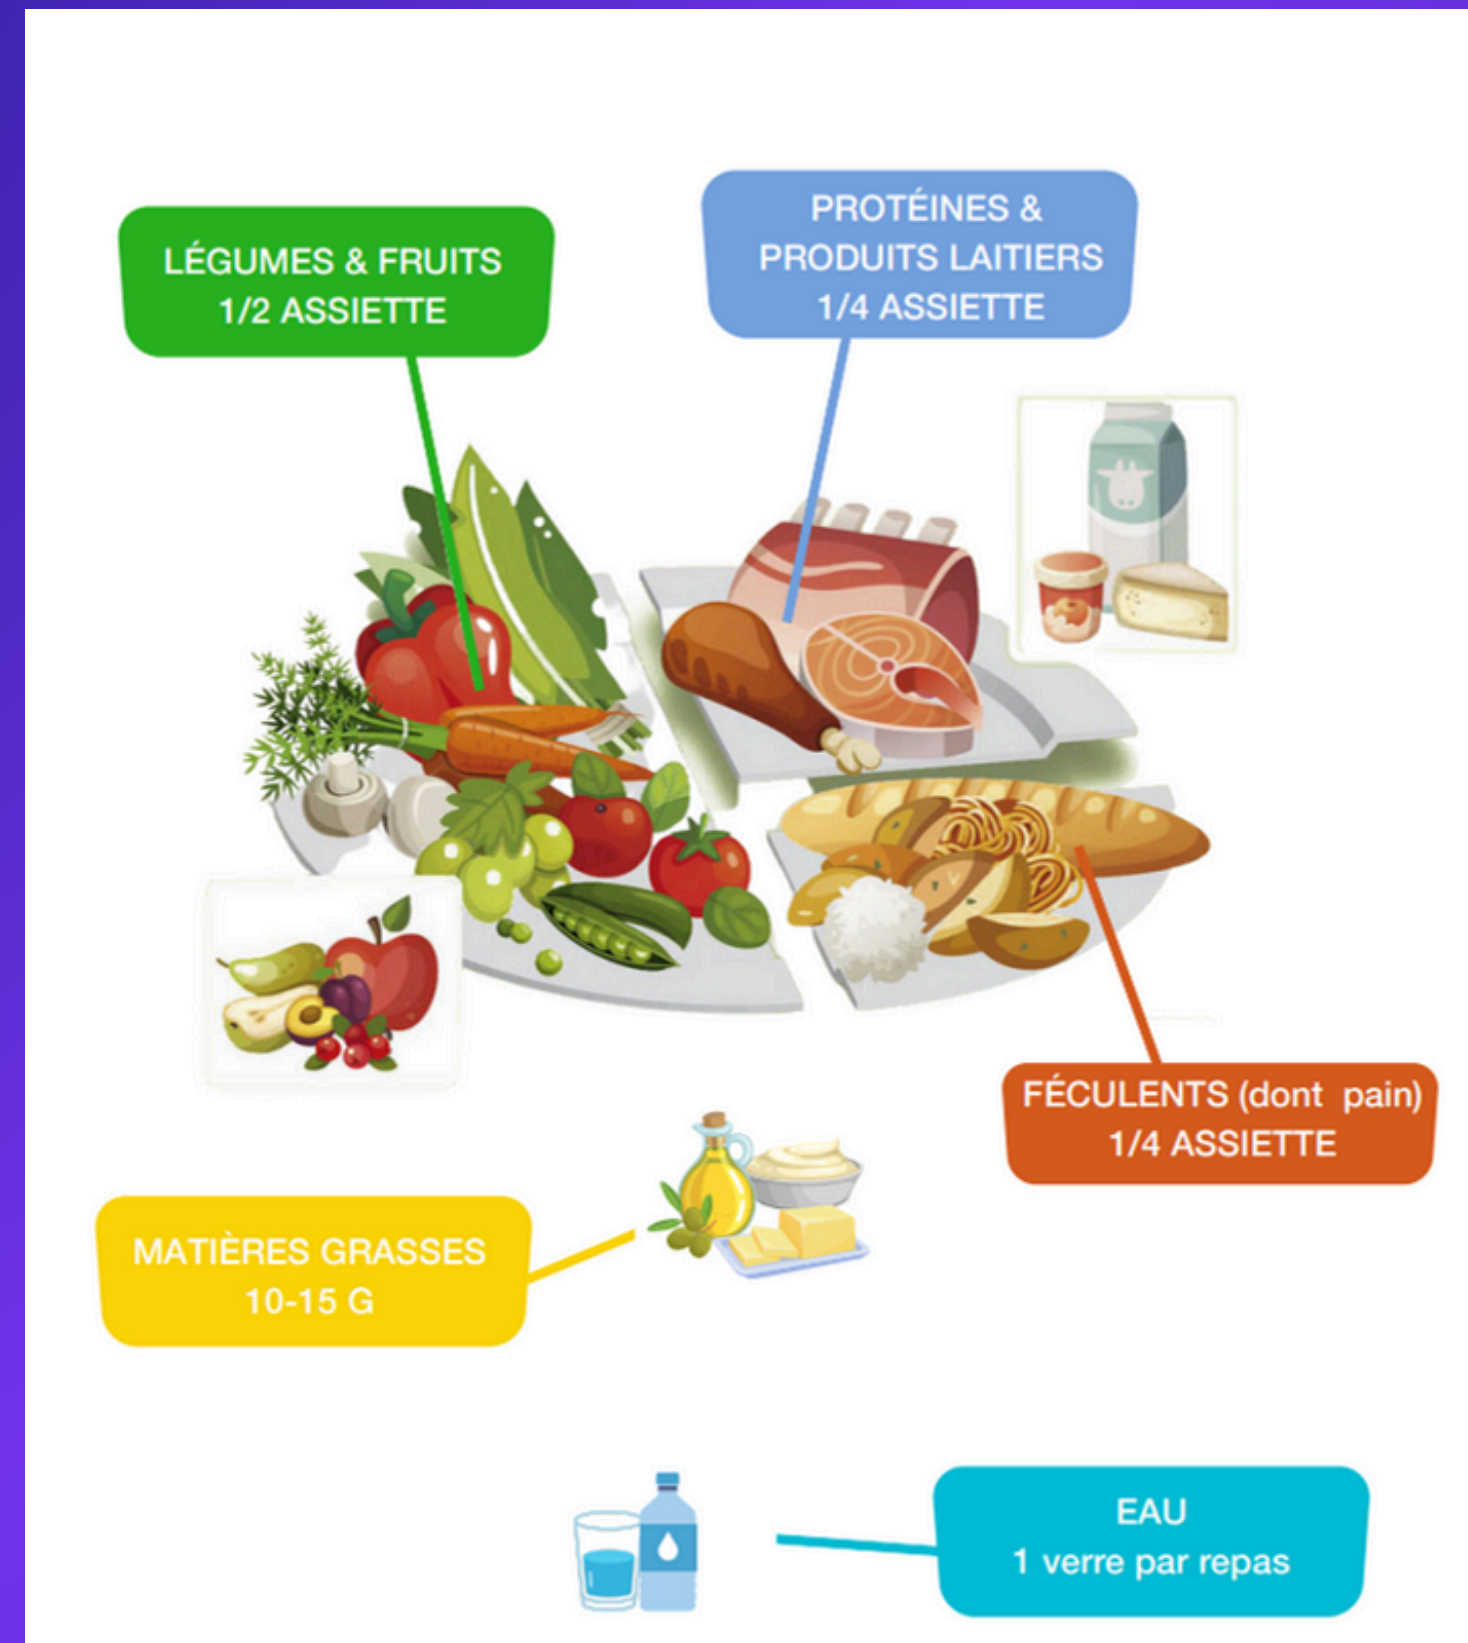 LÉGUMES & FRUITS
1/2 ASSIETTE
PROTÉINES &
PRODUITS LAITIERS
1/4 ASSIETTE
FÉCULENTS (dont pain)
1/4 ASSIETTE
MATIÈRES GRASSES
10-15 G
EAU
1 verre par repas